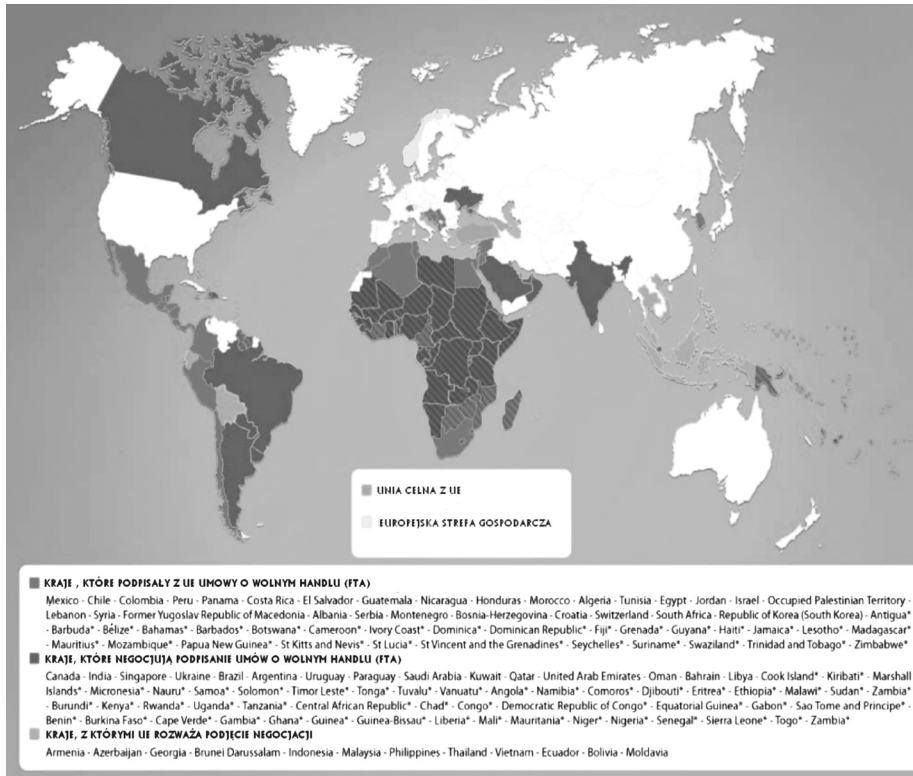 UNIA CELNA Z UE
EUROPEJSKA STREFA GOSPODARCZA
KRAJE , KTÓRE PODPISAŁY Z UE UMOWY O WOLNYM HANDLU (FTA)
Mexico - Chile - Colombia - Peru - Panama - Costa Rica - El Salvador - Guatemala - Nicaragua - Honduras - Morocco - Algeria - Tunisia - Egypt - Jordan - Israel - Occupied Palestinian Territory -
Lebanon - Syria - Former Yugoslav Republic of Macedonia - Albania - Serbia - Montenegro - Bosnia-Herzegovina - Croatia - Switzerland - South Africa - Republic of Korea (South Korea) - Antigua*
- Barbuda* - Belize* - Bahamas* - Barbados* - Botswana* - Cameroon* - Ivory Coast* - Dominica* - Dominican Republic* - Fiji* - Grenada* - Guyana* - Haiti* - Jamaica* - Lesotho* - Madagascar*
- Mauritius* - Mozambique* - Papua New Guinea* - St Kitts and Nevis* - St Lucia* - St Vincent and the Grenadines* - Seychelles* - Suriname* - Swaziland* - Trinidad and Tobago* - Zimbabwe*
KRAJE, KTÓRE NEGOCJUJĄ PODPISANIE UMÓW O WOLNYM HANDLU (FTA)
Canada - India - Singapore - Ukraine - Brazil - Argentina - Uruguay - Paraguay - Saudi Arabia - Kuwait - Qatar - United Arab Emirates - Oman - Bahrain - Libya - Cook Island* - Kiribati* - Marshall
Islands* - Micronesia* - Nauru* - Samoa* - Solomon* - Timor Leste* - Tonga* - Tuvalu* - Vanuatu* - Angola* - Namibia* - Comoros* - Djibouti* - Eritrea* - Ethiopia* - Malawi* - Sudan* - Zambia*
- Burundi* - Kenya* - Rwanda* - Uganda* - Tanzania* - Central African Republic* - Chad* - Congo* - Democratic Republic of Congo* - Equatorial Guinea* - Gabon* - Sao Tome and Principe* -
Benin* - Burkina Faso* - Cape Verde* - Gambia* - Ghana* - Guinea* - Guinea-Bissau* - Liberia* - Mali* - Mauritania* - Niger* - Nigeria* - Senegal* - Sierra Leone* - Togo* - Zambia*
KRAJE, Z KTÓRYMI UE ROZWAŻA PODJĘCIE NEGOCJACJI
Armenia - Azerbaijan - Georgia - Brunei Darussalam - Indonesia - Malaysia - Philippines - Thailand - Vietnam - Ecuador - Bolivia - Moldavia